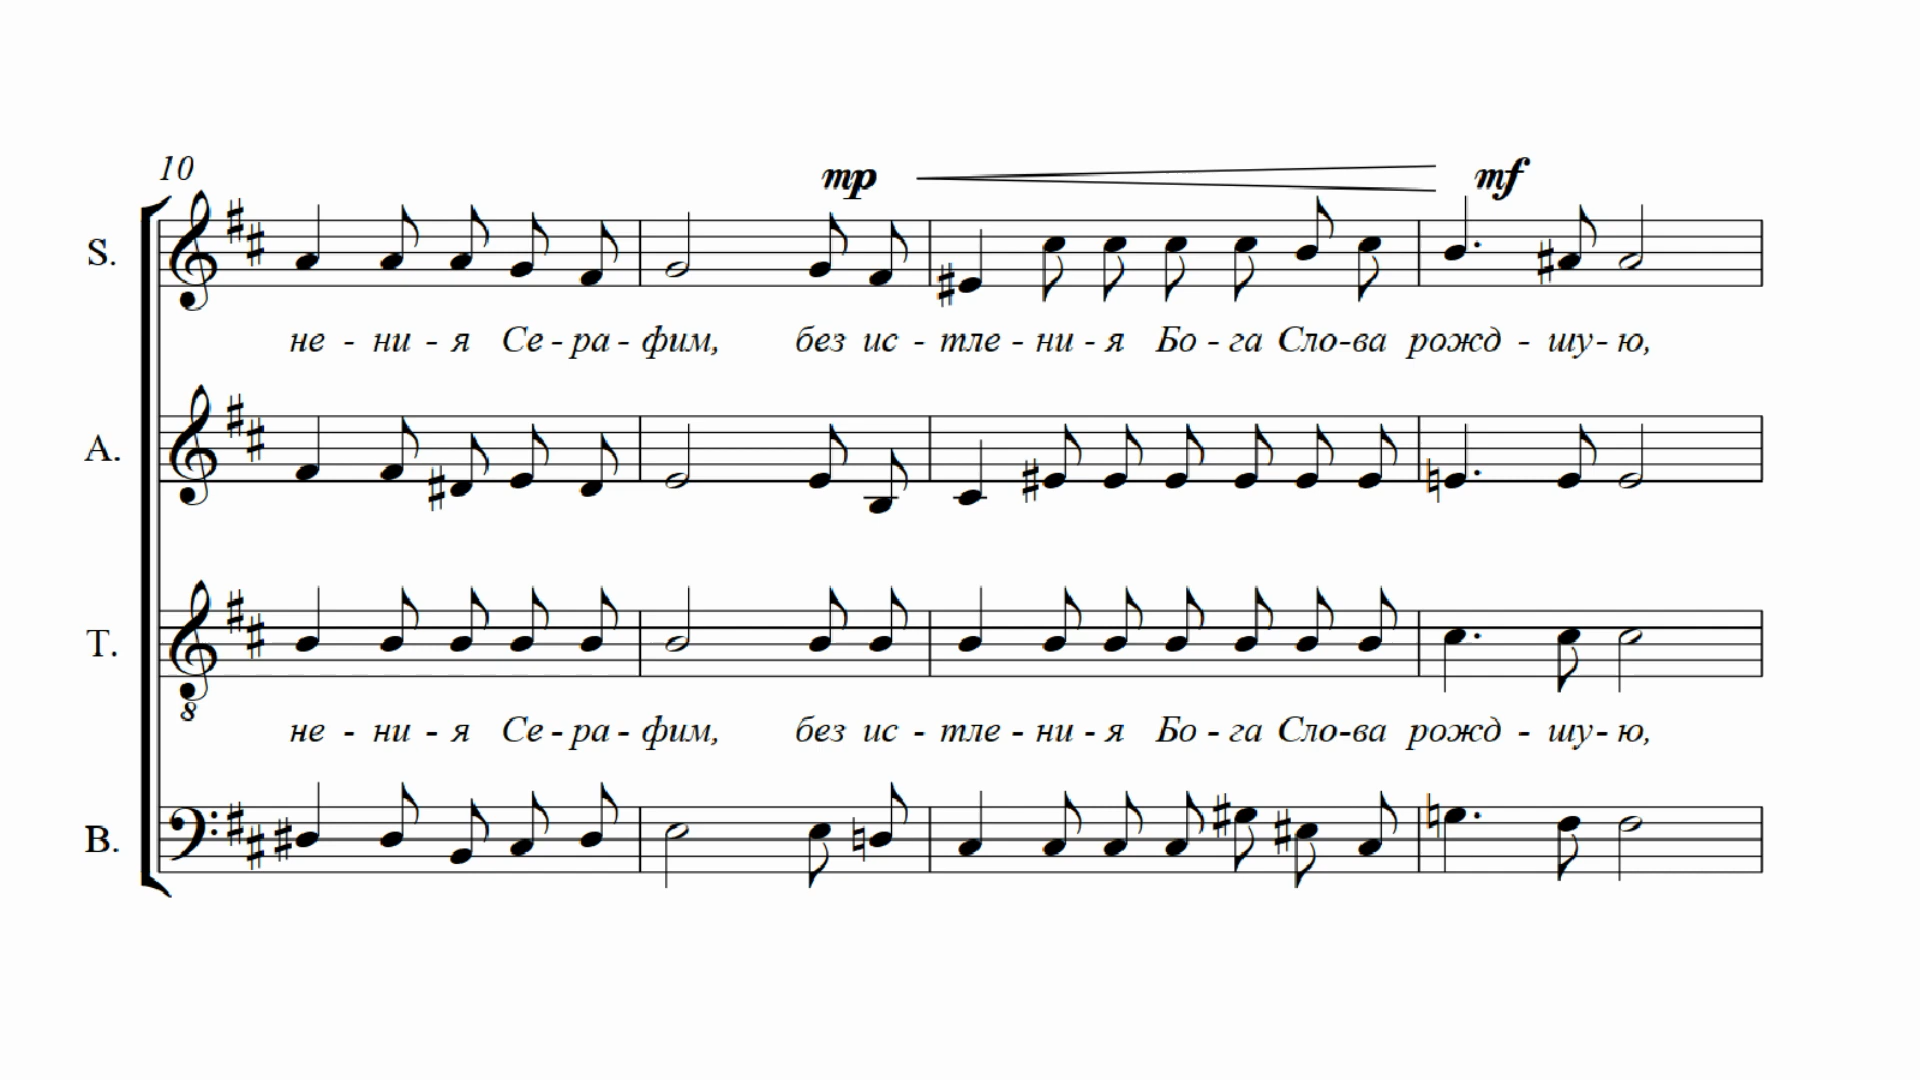 10
mp mf
S.
не - ни - я Се - ра - фим, без ис - тле - ни - я Бо - га Сло-ва рожд - шу- ю,
A.
T.
8
не - ни - я Се - ра - фим, без ис - тле - ни - я Бо - га Сло-ва рожд - шу- ю,
B.